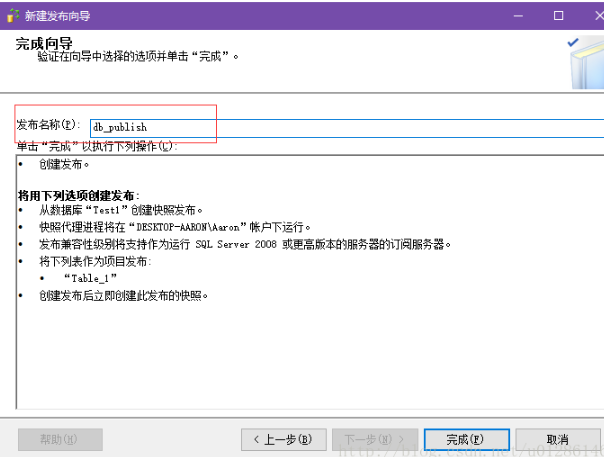 新建发布向导
完成向导
验证在向导中选择的选项并单击“完成”。
发布名称(P): db_publish
单击“完成”以执行下列操作(C):
• 创建发布。
将用下列选项创建发布:
• 从数据库“Test1”创建快照发布。
• 快照代理进程将在“DESKTOP-AARON\Aaron”帐户下运行。
• 发布兼容性级别将支持作为运行 SQL Server 2008 或更高版本的服务器的订阅服务器。
• 将下列表作为项目发布:
• “Table_1”
• 创建发布后立即创建此发布的快照。
帮助(H) < 上一步(B) 下一步(N) > 完成(F) 取消
http://blog.csdn.net/u0128614